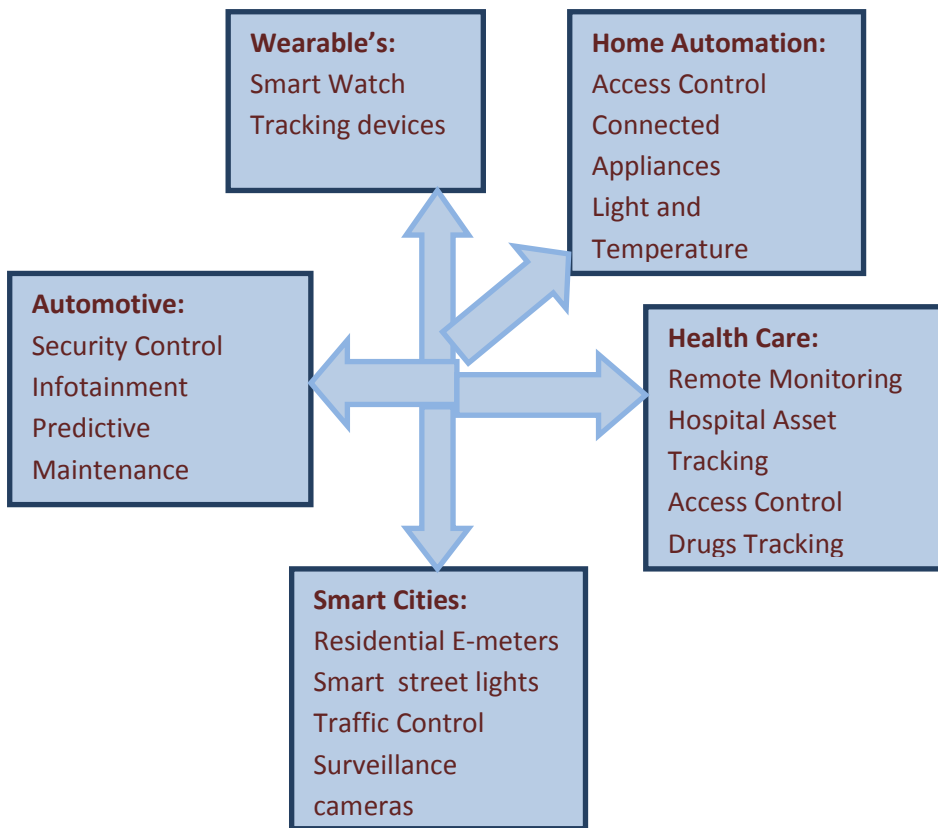 Wearable’s:
Smart Watch
Tracking devices
Home Automation:
Access Control
Connected
Appliances
Light and
Temperature
Automotive:
Security Control
Infotainment
Predictive
Maintenance
Health Care:
Remote Monitoring
Hospital Asset
Tracking
Access Control
Drugs Tracking
Smart Cities:
Residential E-meters
Smart  street lights
Traffic Control
Surveillance
cameras